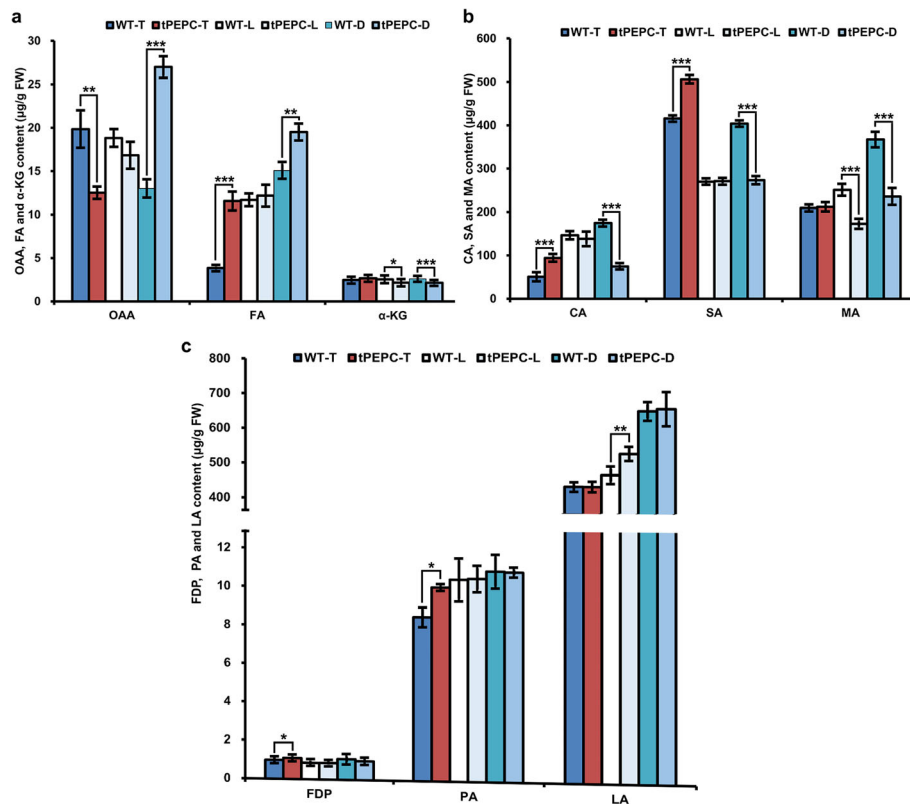 a
WT-T tPEPC-T WT-L tPEPC-L WT-D tPEPC-D
OAA, FA and α-KG content (µg/g FW)
30
25
20
15
10
5
0
** *** *** ** * ***
OAA FA α-KG
b
WT-T tPEPC-T WT-L tPEPC-L WT-D tPEPC-D
CA, SA and MA content (µg/g FW)
600
500
400
300
200
100
0
*** *** *** *** *** ***
CA SA MA
c
WT-T tPEPC-T WT-L tPEPC-L WT-D tPEPC-D
FDP, PA and LA content (µg/g FW)
800
700
600
500
400
12
10
8
6
4
2
0
* * **
FDP PA LA